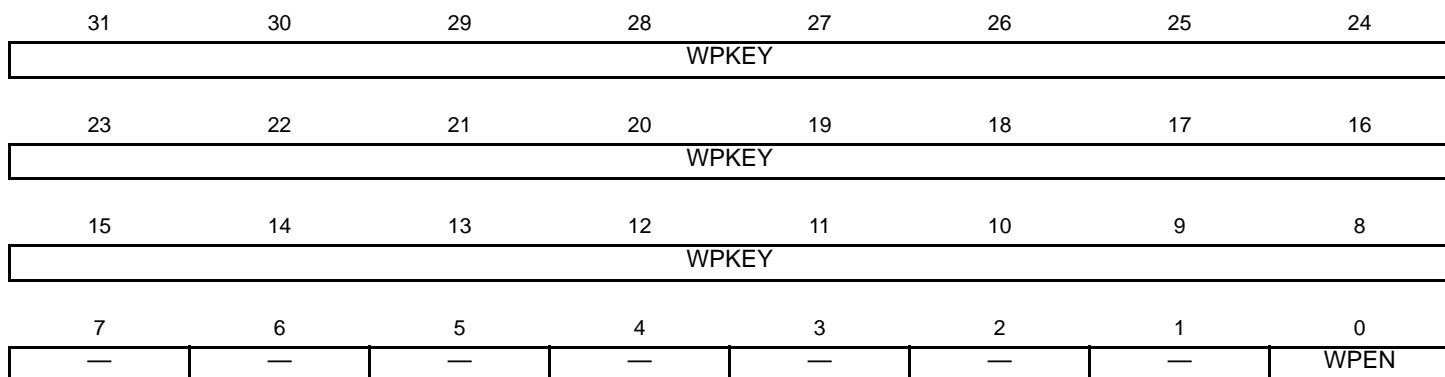 31 30 29 28 27 26 25 24
WPKEY
23 22 21 20 19 18 17 16
WPKEY
15 14 13 12 11 10 9 8
WPKEY
7 6 5 4 3 2 1 0
— — — — — — — WPEN